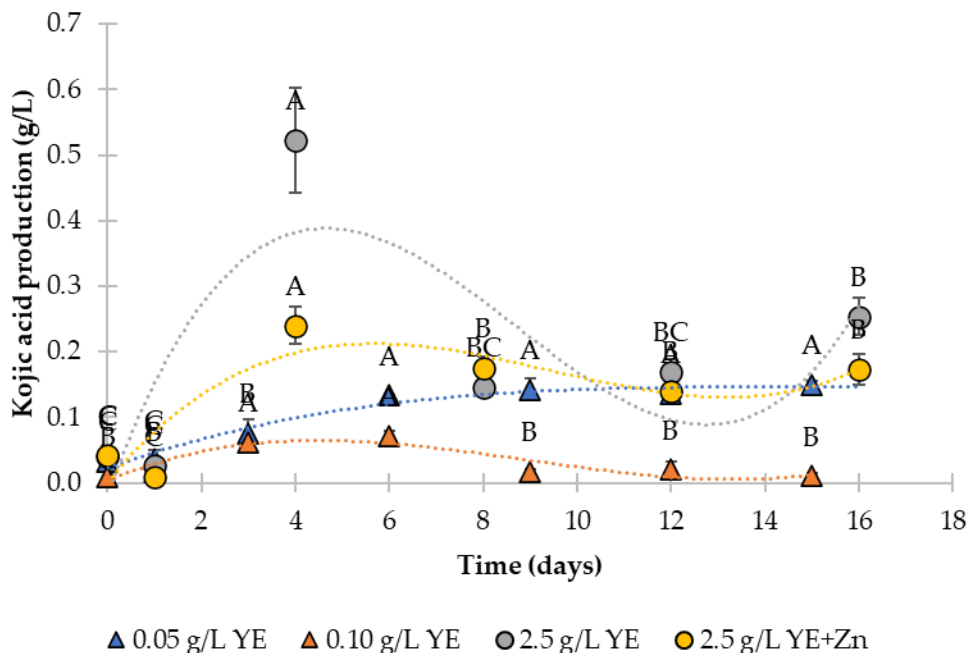 0.7
0.6
0.5
0.4
0.3
0.2
0.1
0.0
Kojic acid production (g/L)
A
A
B
A
B
A
B
BC
A
B
BC
B
A
B
A
B
B
B
C
C
B
B
C
0 2 4 6 8 10 12 14 16 18
Time (days)
0.05 g/L YE 0.10 g/L YE 2.5 g/L YE 2.5 g/L YE+Zn